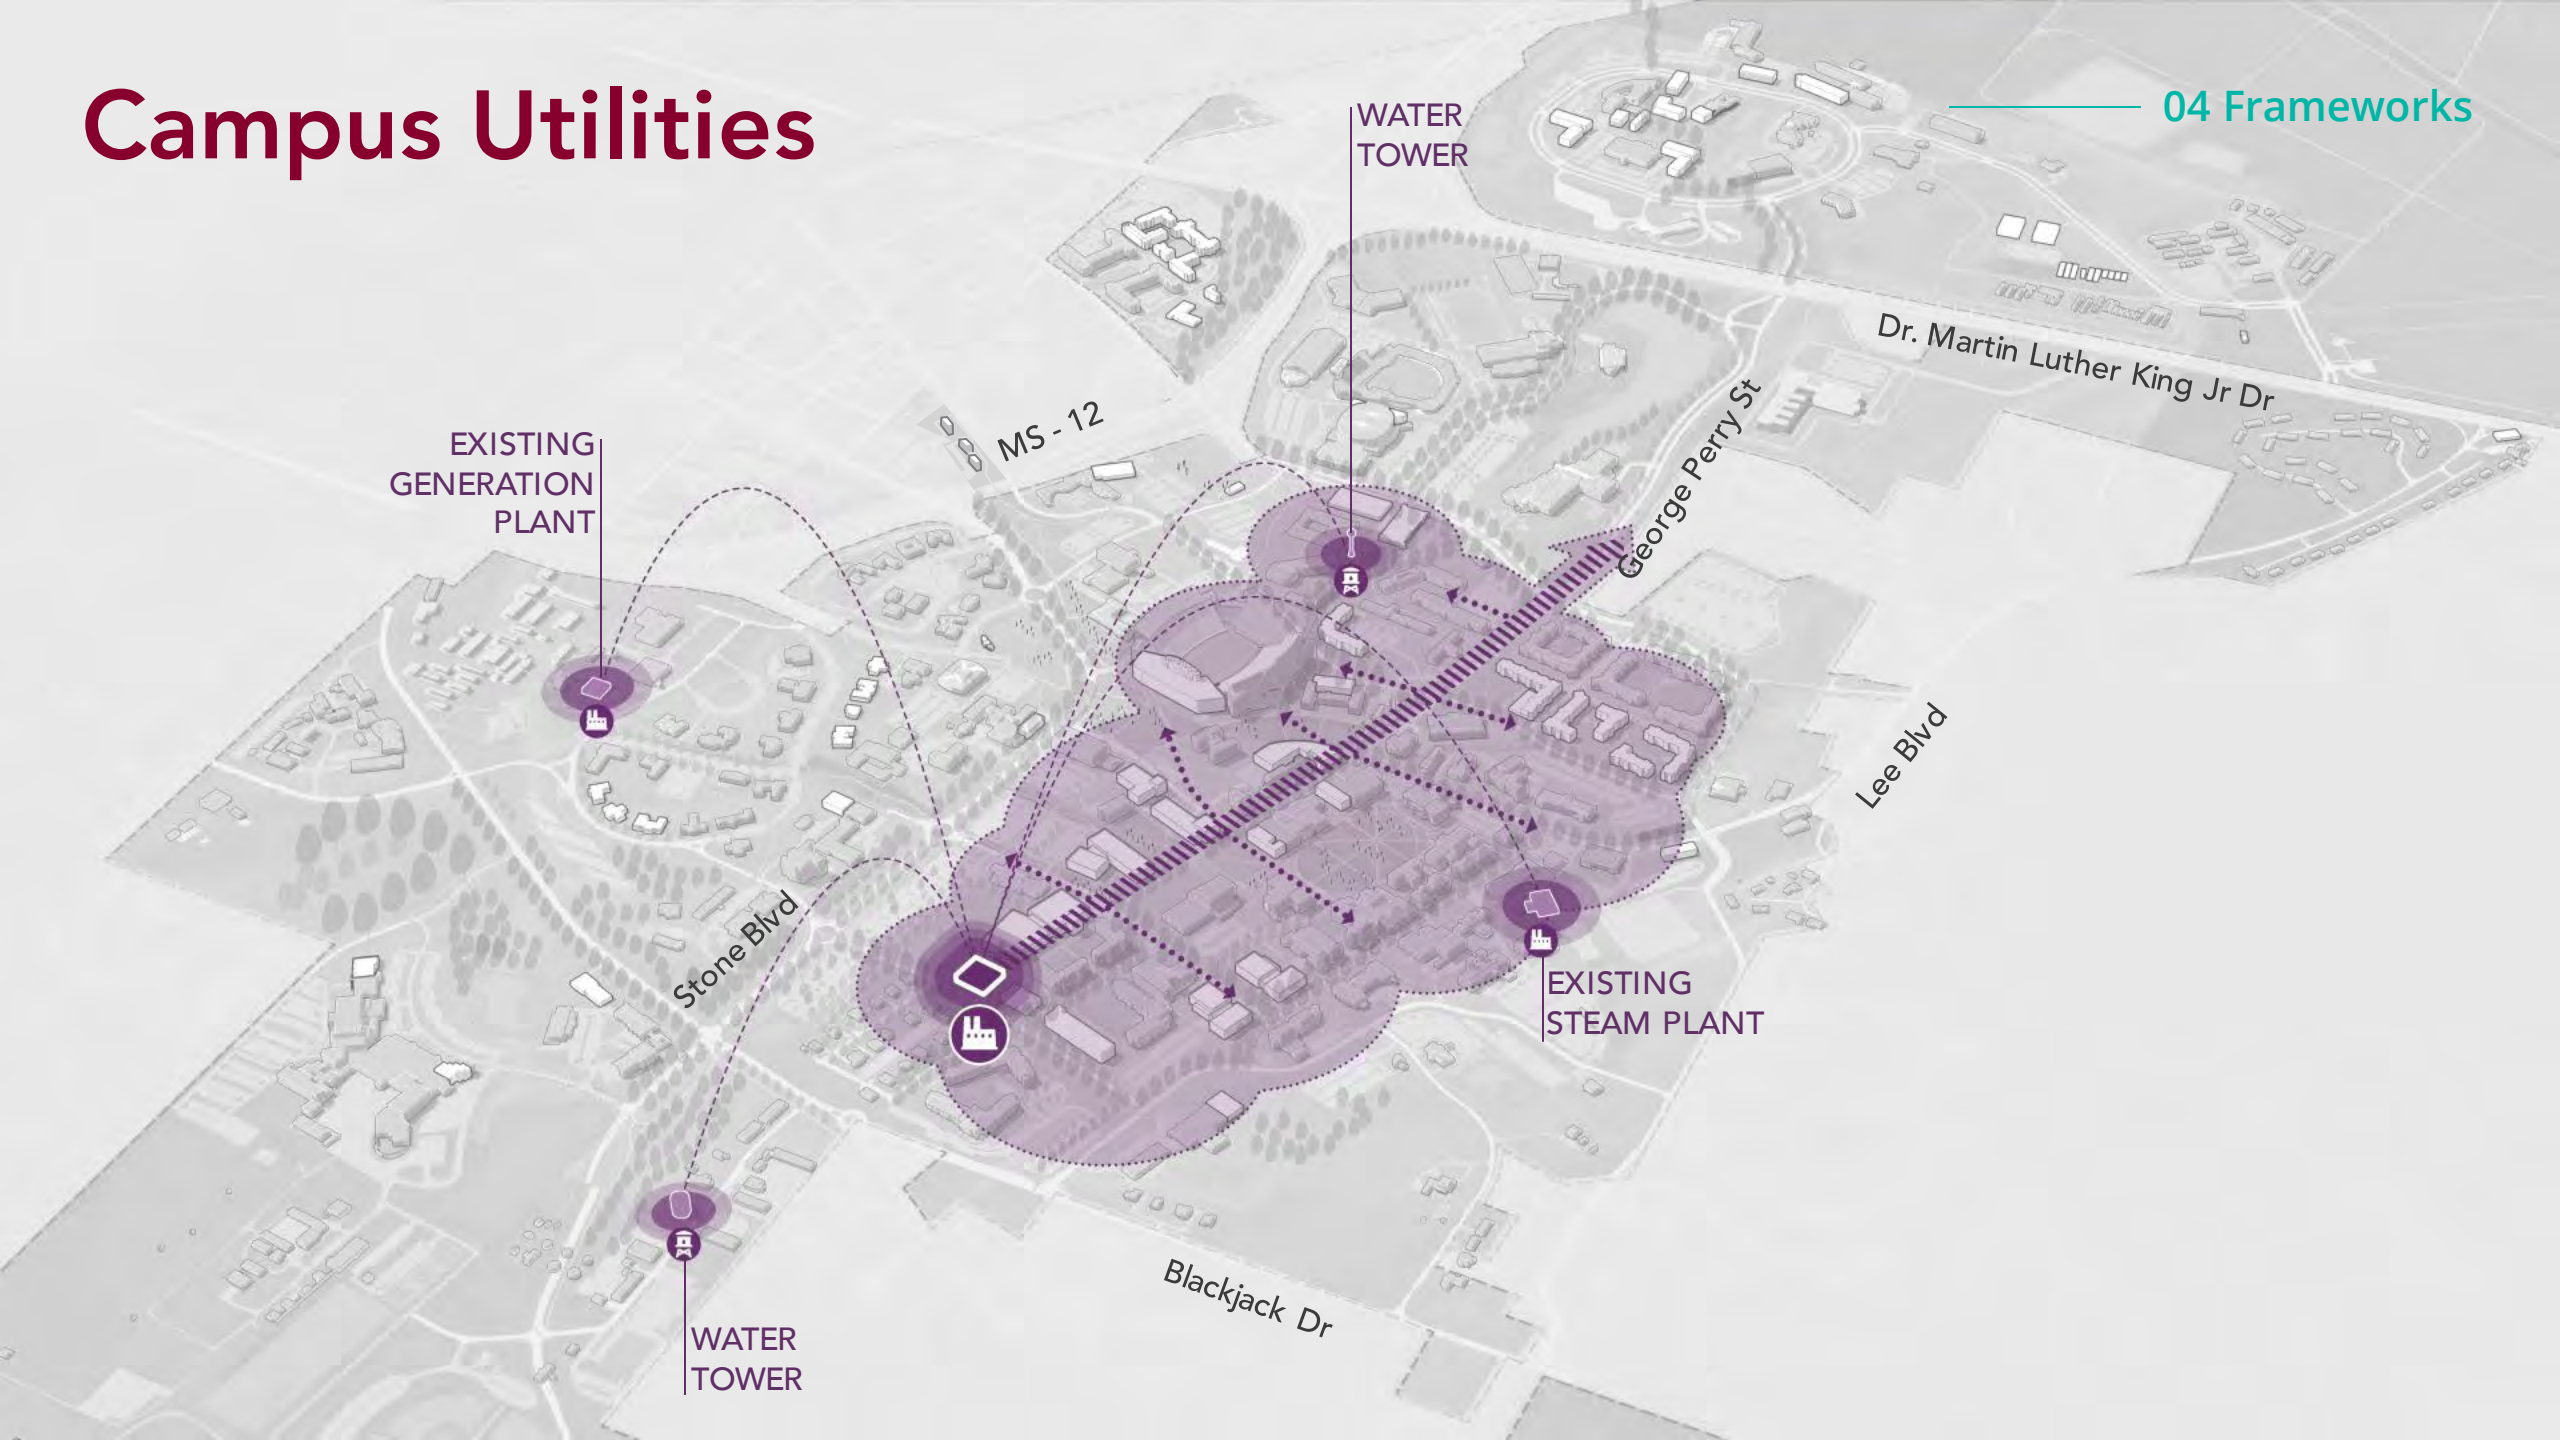 Campus Utilities
04 Frameworks
WATER
TOWER
Dr. Martin Luther King Jr Dr
MS - 12
George Perry St
EXISTING
GENERATION
PLANT
Lee Blvd
Stone Blvd
EXISTING
STEAM PLANT
Blackjack Dr
WATER
TOWER